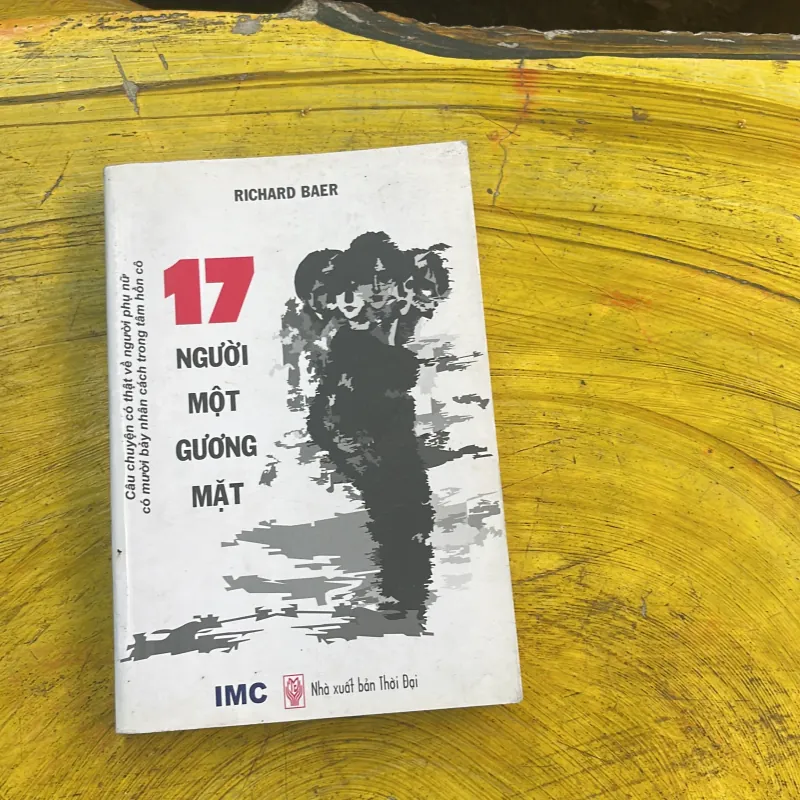 RICHARD BAER
17
NGƯỜI
MỘT
GƯƠNG
MẶT
Câu chuyện có thật về người phụ nữ
có mười bảy nhân cách trong tâm hồn cô
IMC
Nhà xuất bản Thời Đại